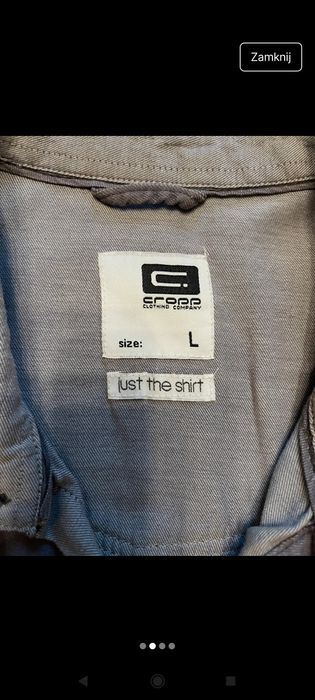 Zamknij
cropp
CLOTHING COMPANY
size: L
just the shirt